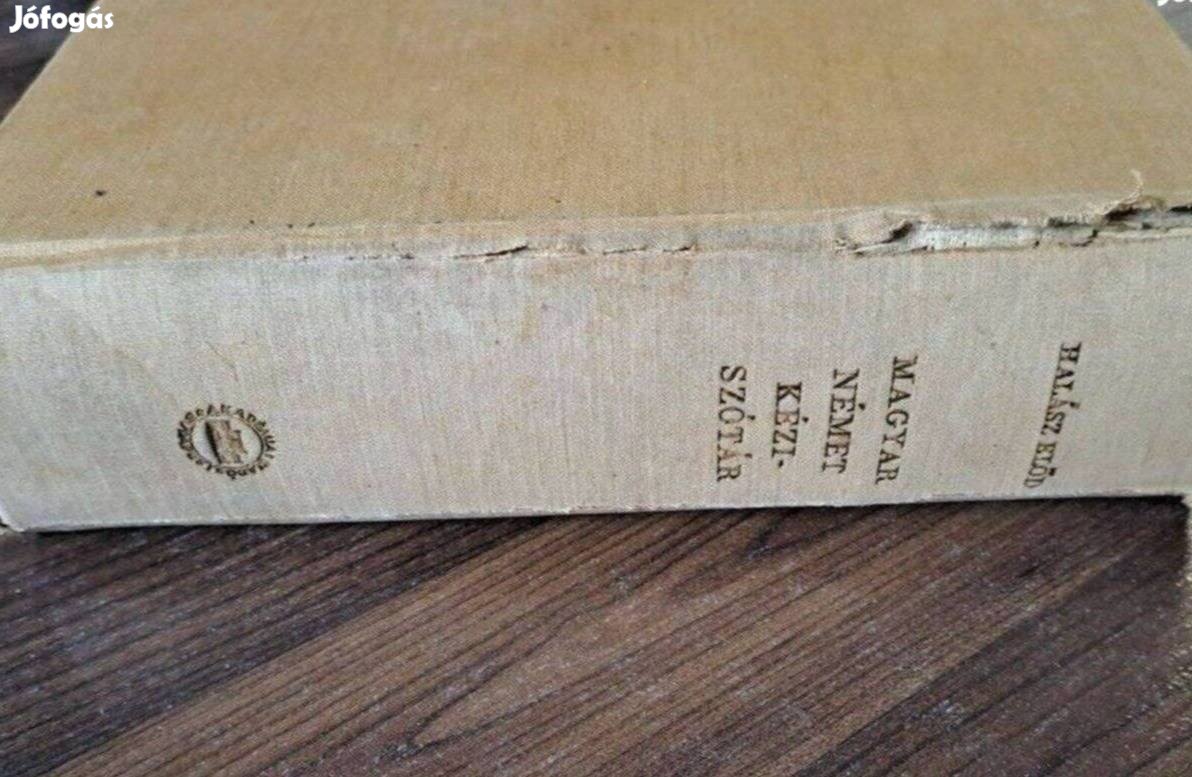 Jófogás
HALÁSZ ELŐD
MAGYAR
NÉMET
KÉZI-
SZÓTÁR